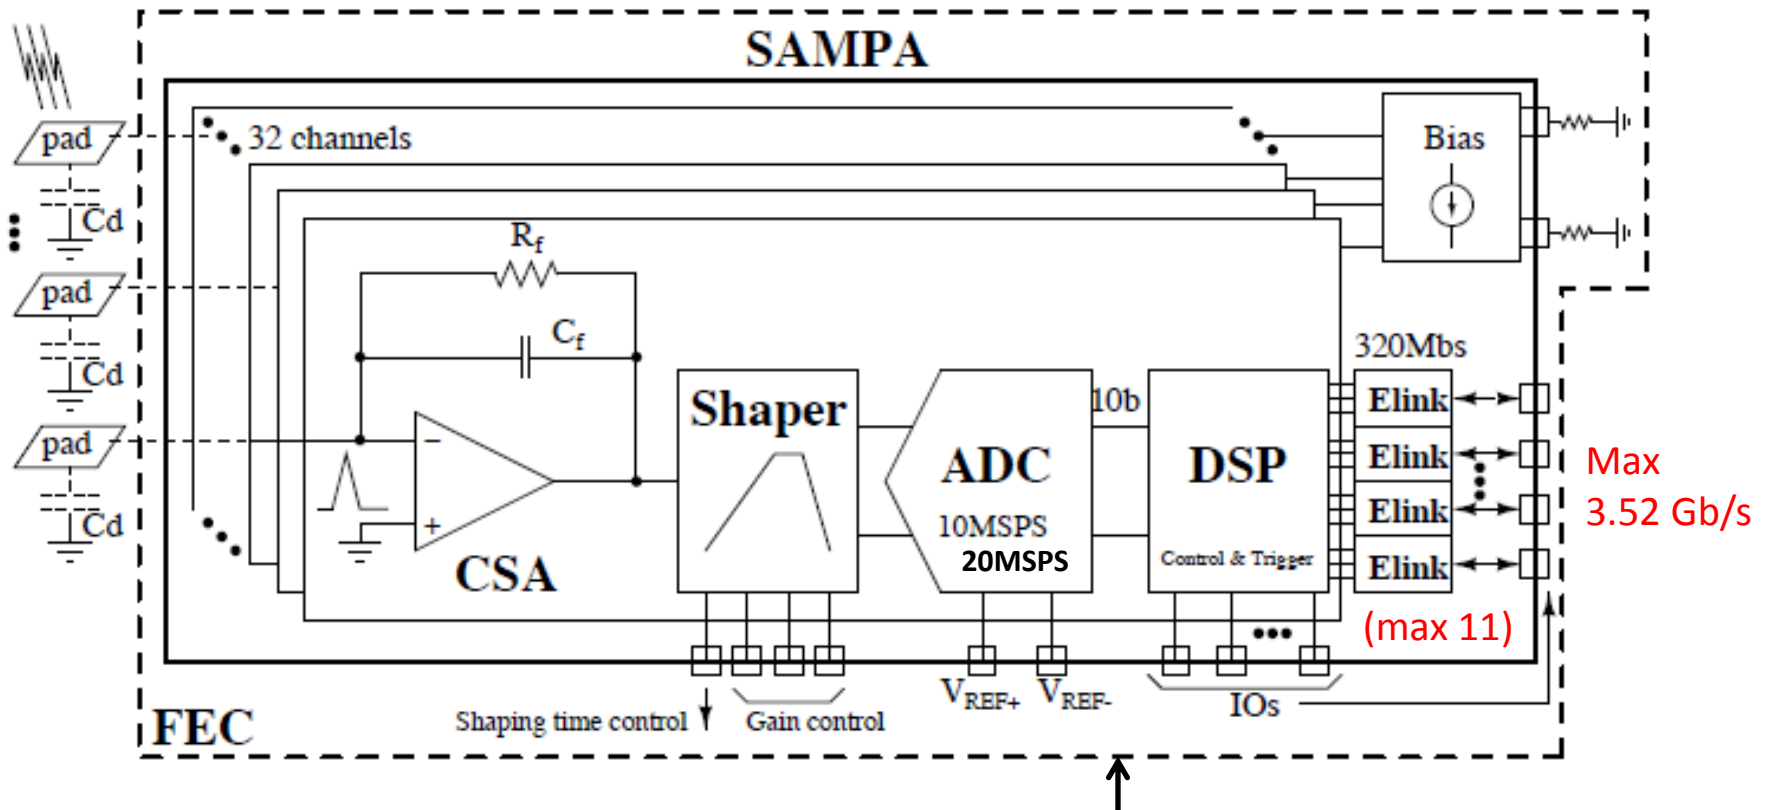 SAMPA
pad
32 channels
Bias
Cd
Rf
pad
Cf
320Mbs
Cd
Shaper
10b
Elink
pad
−
ADC
DSP
Elink
Max
Cd
+
10MSPS
Elink
3.52 Gb/s
CSA
20MSPS
Control & Trigger
Elink
(max 11)
VREF+
VREF-
IOs
FEC
Shaping time control
Gain control